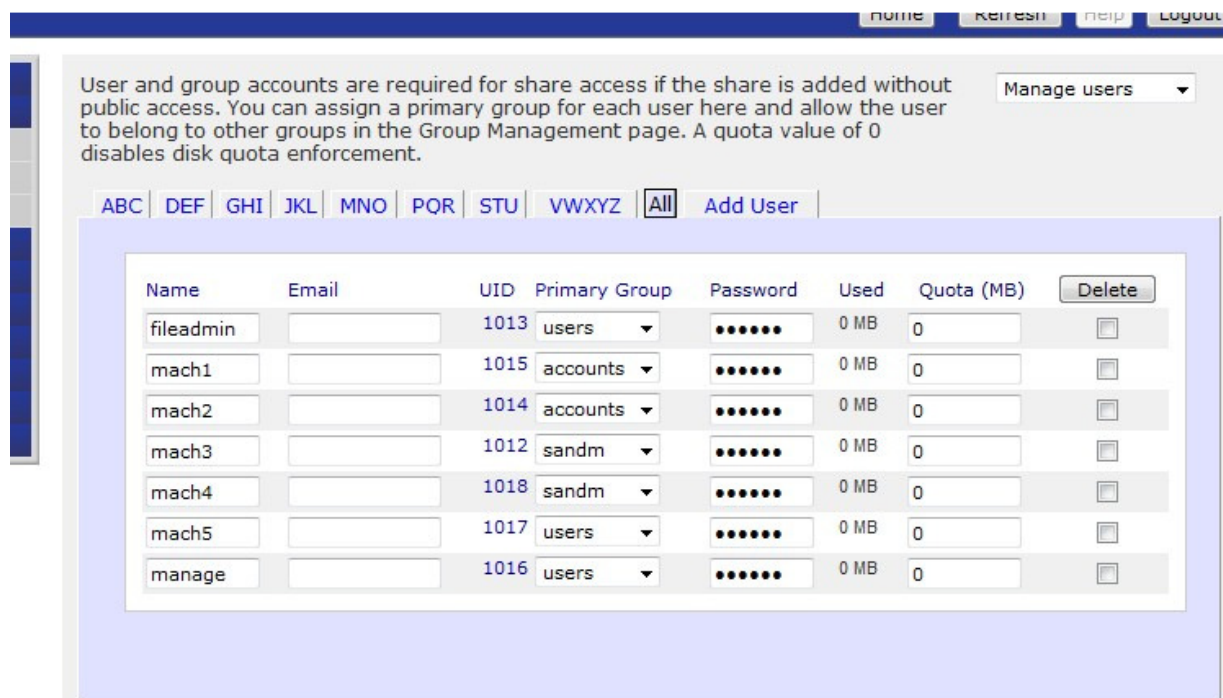 Home Refresh Help Logout
User and group accounts are required for share access if the share is added without
public access. You can assign a primary group for each user here and allow the user
to belong to other groups in the Group Management page. A quota value of 0
disables disk quota enforcement.
Manage users
ABC DEF GHI JKL MNO PQR STU VWXYZ All Add User
Name Email UID Primary Group Password Used Quota (MB) Delete
fileadmin 1013 users •••••• 0 MB 0
mach1 1015 accounts •••••• 0 MB 0
mach2 1014 accounts •••••• 0 MB 0
mach3 1012 sandm •••••• 0 MB 0
mach4 1018 sandm •••••• 0 MB 0
mach5 1017 users •••••• 0 MB 0
manage 1016 users •••••• 0 MB 0